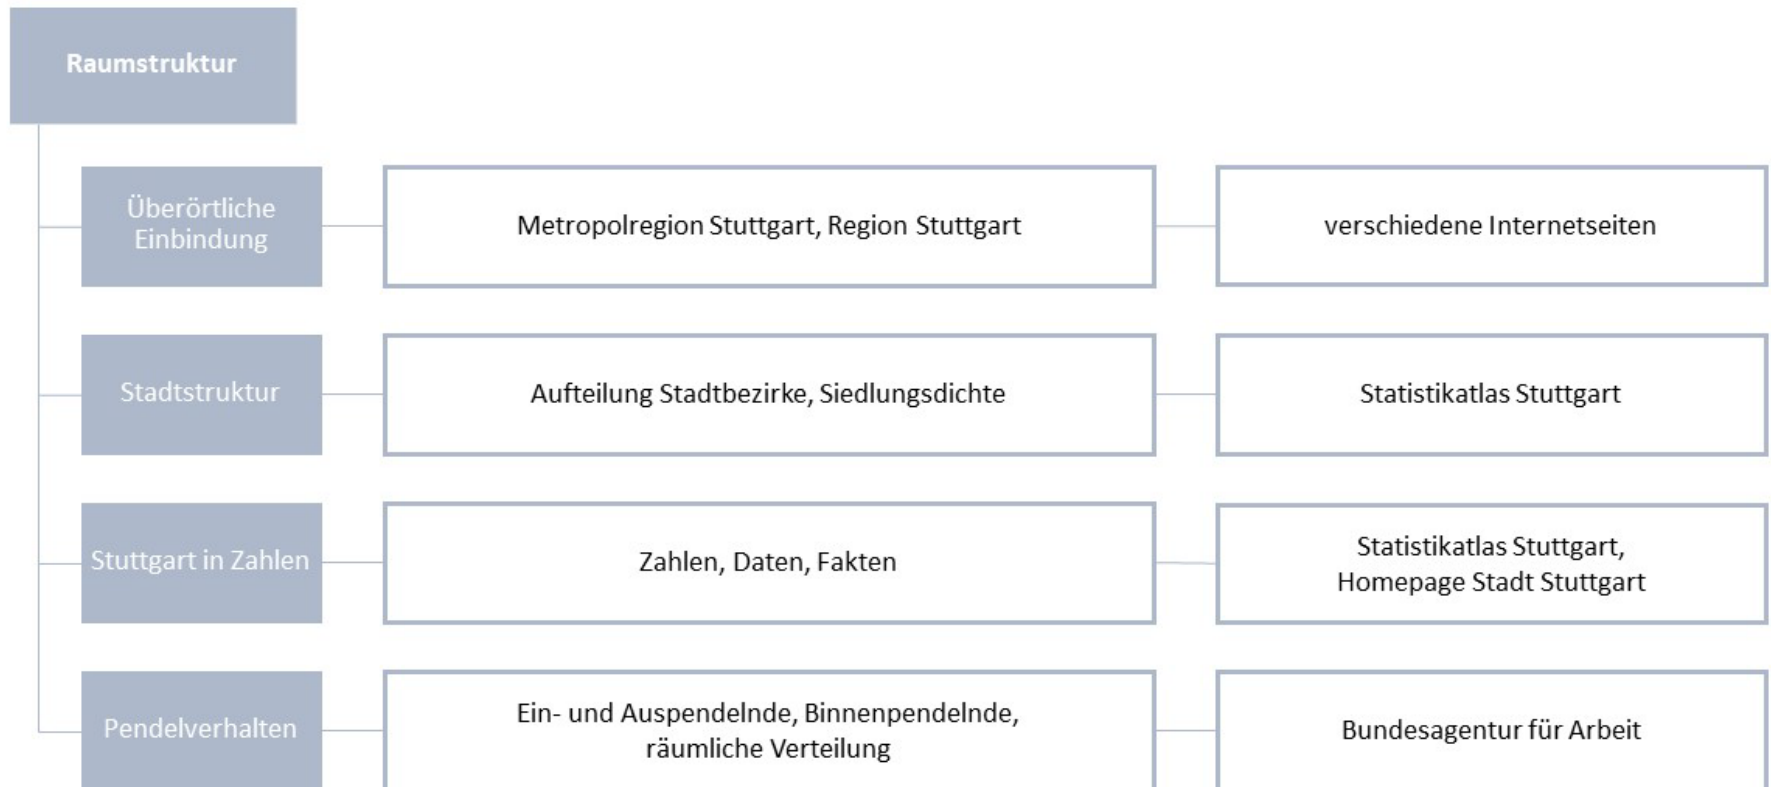 Raumstruktur
Überörtliche
Einbindung
Metropolregion Stuttgart, Region Stuttgart
verschiedene Internetseiten
Stadtstruktur
Aufteilung Stadtbezirke, Siedlungsdichte
Statistikatlas Stuttgart
Stuttgart in Zahlen
Zahlen, Daten, Fakten
Statistikatlas Stuttgart,
Homepage Stadt Stuttgart
Pendelverhalten
Ein- und Auspendelnde, Binnenpendelnde,
räumliche Verteilung
Bundesagentur für Arbeit